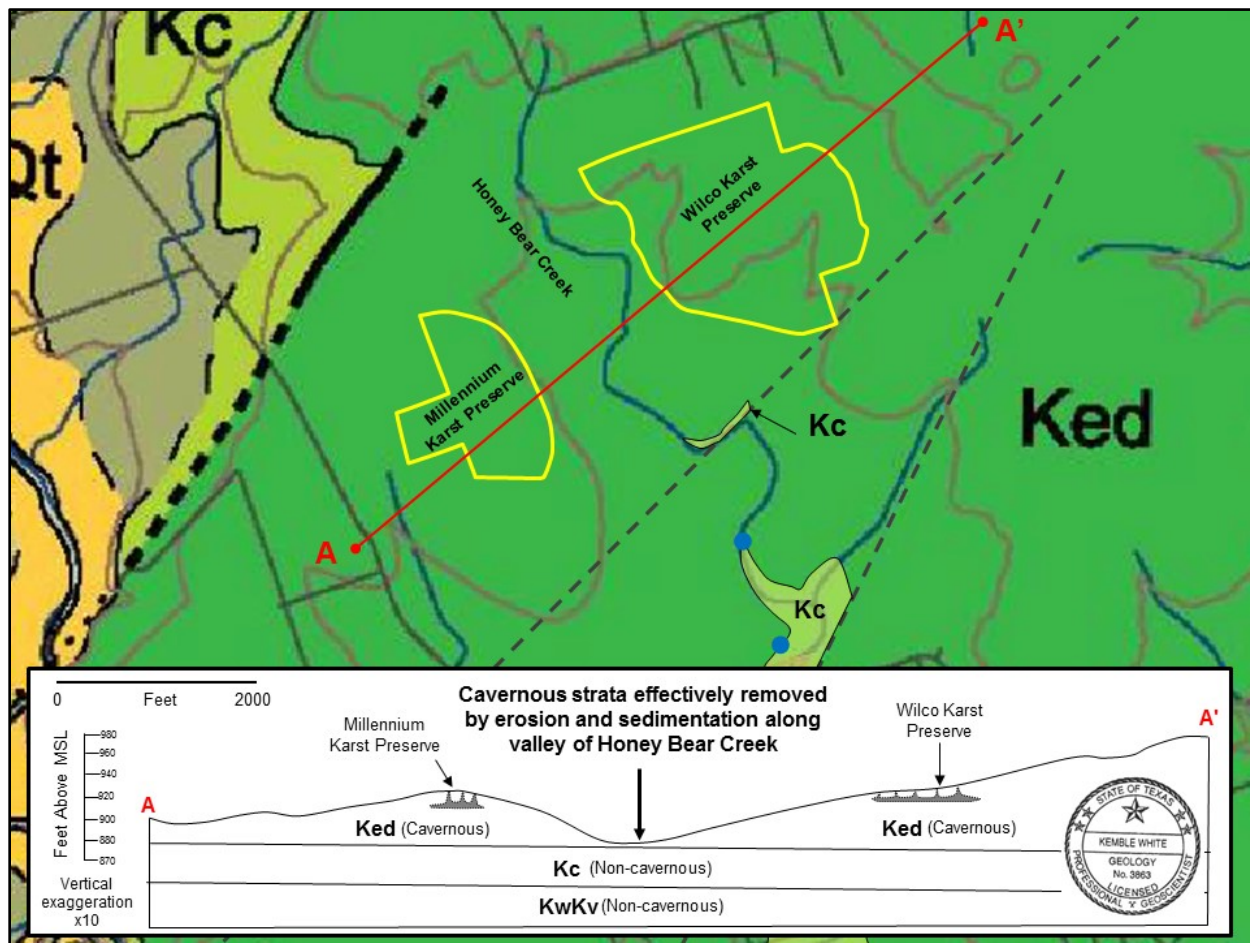 Kc
A’
Qt
Wilco Karst
Preserve
Honey Bear Creek
Millennium
Karst Preserve
Kc
Ked
A
Kc
0 Feet 2000
Cavernous strata effectively removed
by erosion and sedimentation along
valley of Honey Bear Creek
Millennium
Karst Preserve
Wilco Karst
Preserve
A'
Feet Above MSL
980
960
940
920
900
880
870
A
Ked (Cavernous)
Ked (Cavernous)
Kc (Non-cavernous)
KwKv (Non-cavernous)
Vertical
exaggeration
x10
STATE OF TEXAS
KEMBLE WHITE
GEOLOGY
No. 3863
LICENSED
PROFESSIONAL GEOSCIENTIST